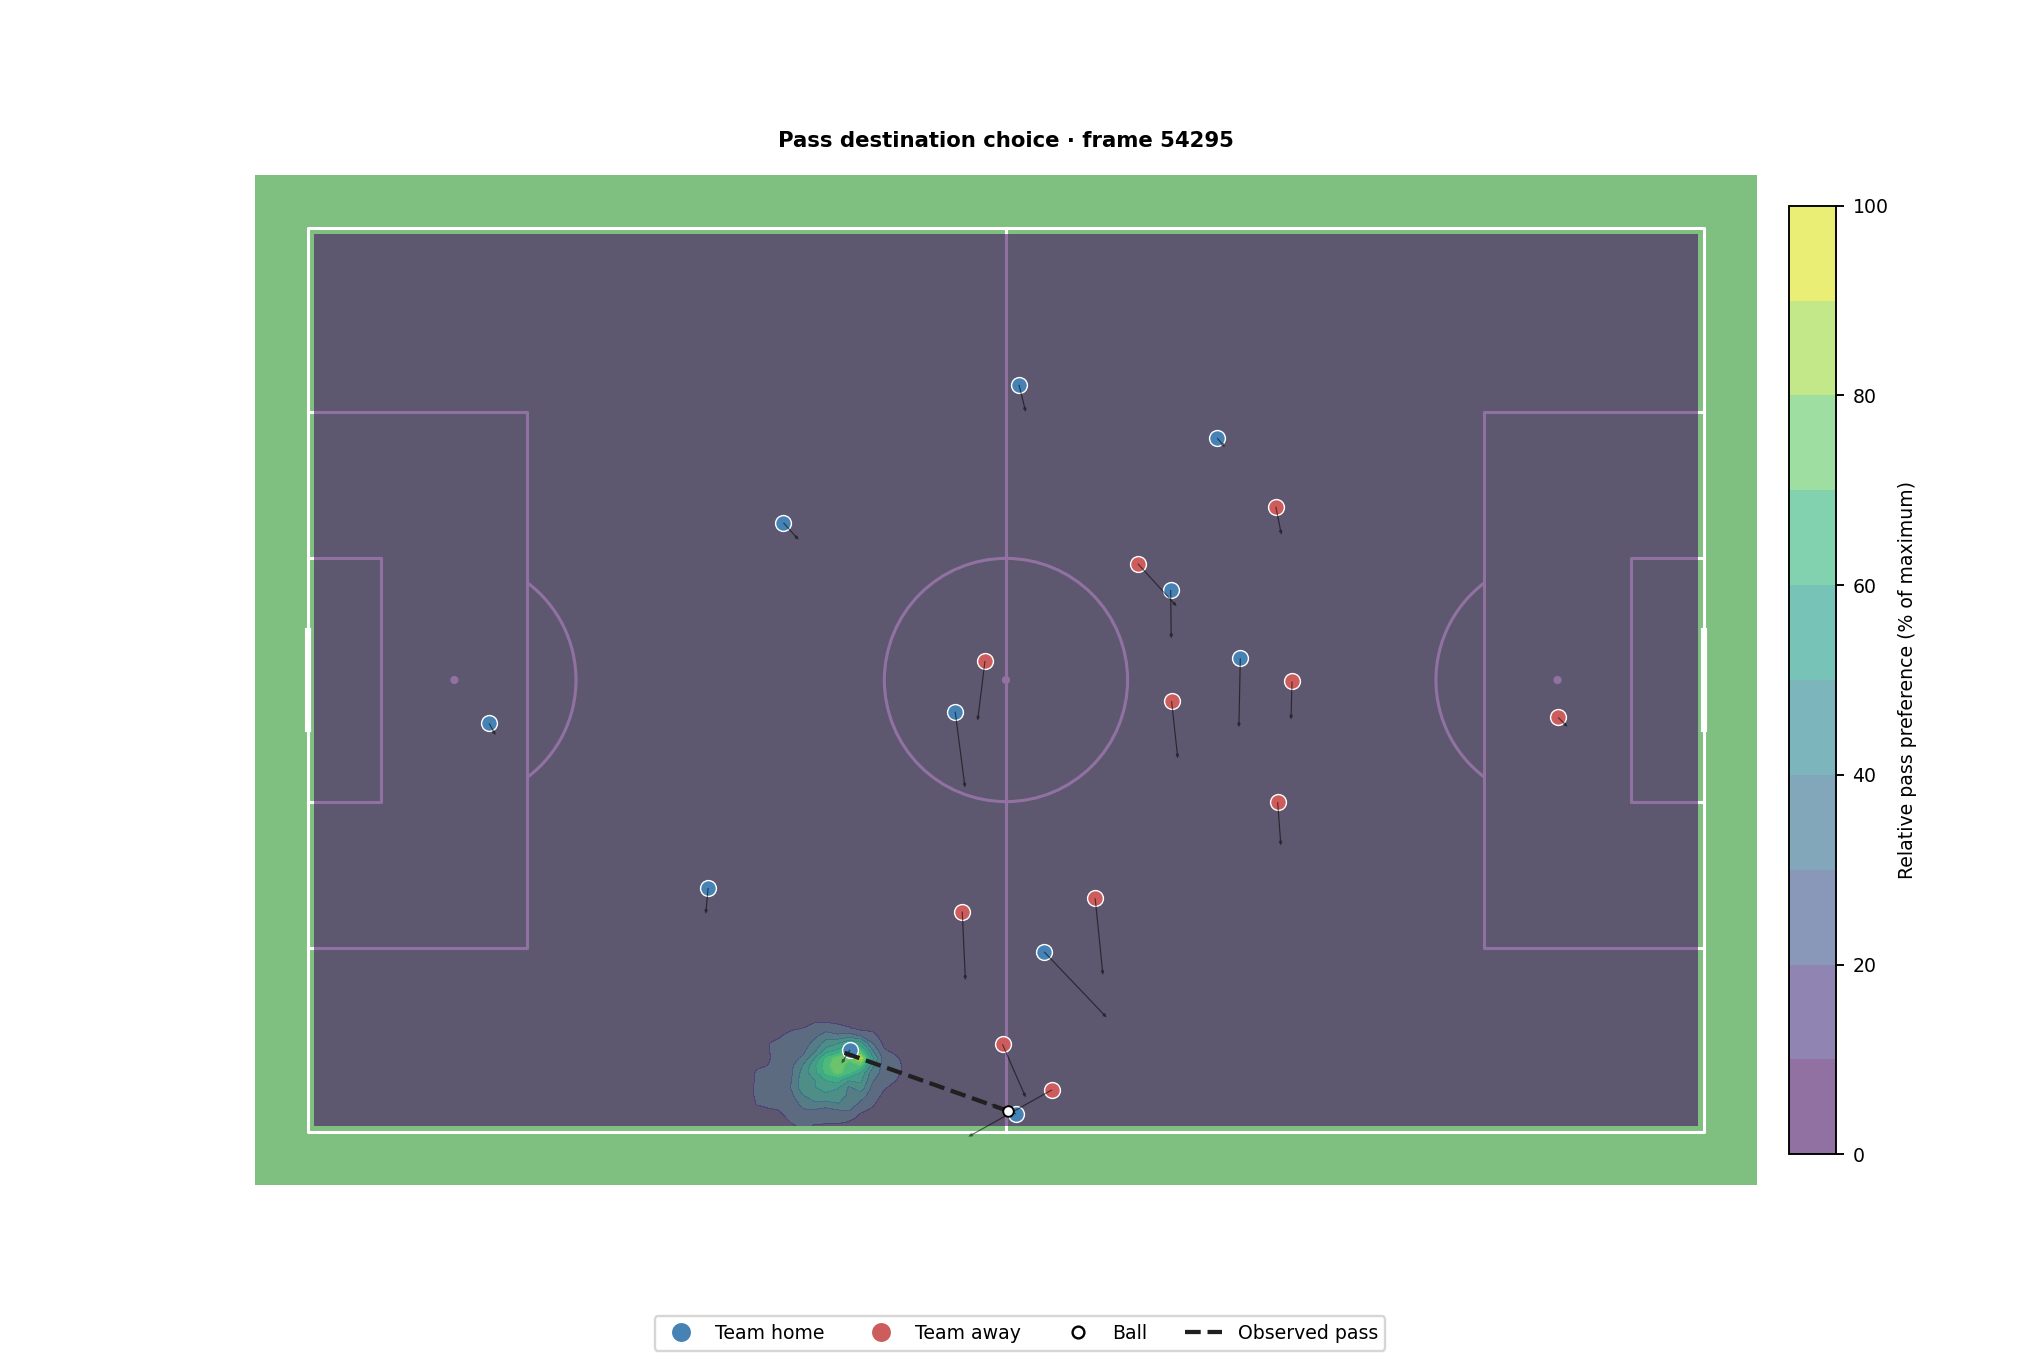 Pass destination choice · frame 54295
100
80
60
40
20
0
Relative pass preference (% of maximum)
Team home
Team away
Ball
Observed pass